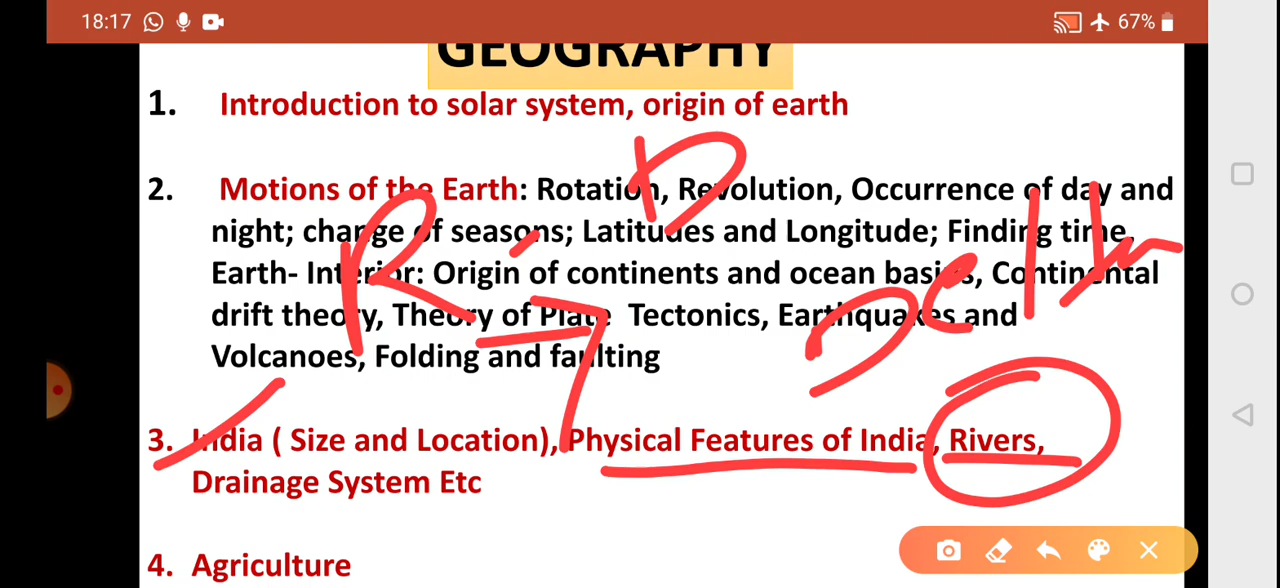 18:17
67%
GEOGRAPHY
1. Introduction to solar system, origin of earth
2. Motions of the Earth: Rotation, Revolution, Occurrence of day and
night; change of seasons; Latitudes and Longitude; Finding time,
Earth- Interior: Origin of continents and ocean basics, Continental
drift theory, Theory of Plate Tectonics, Earthquakes and
Volcanoes, Folding and faulting
3. India ( Size and Location), Physical Features of India, Rivers,
Drainage System Etc
4. Agriculture
R
D